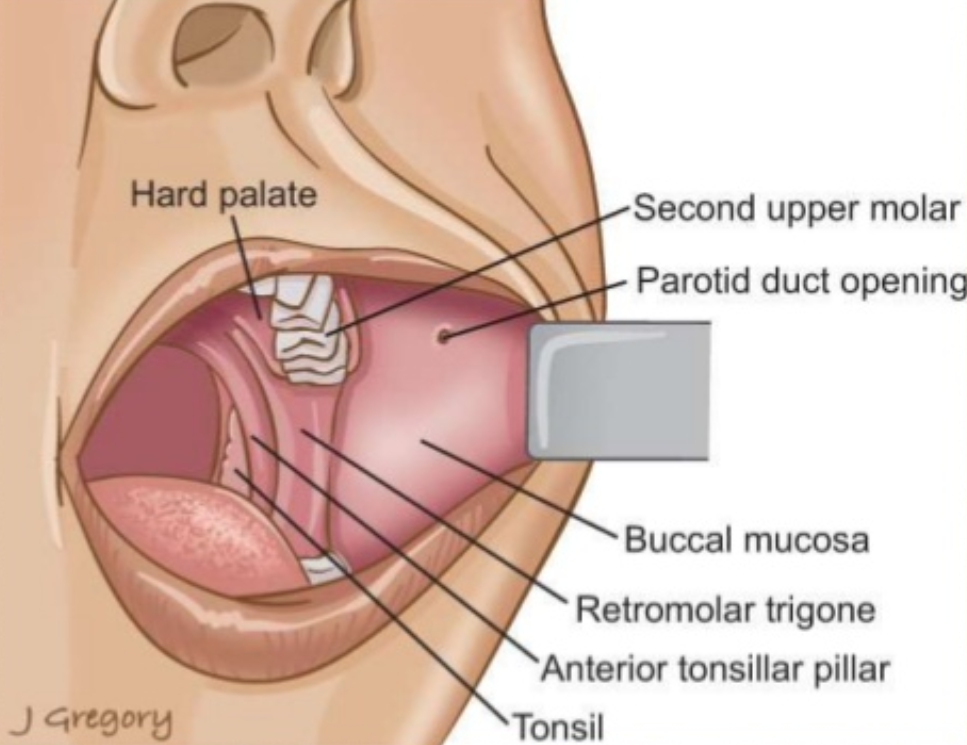 Hard palate
Second upper molar
Parotid duct opening
Buccal mucosa
Retromolar trigone
Anterior tonsillar pillar
Tonsil
J Gregory